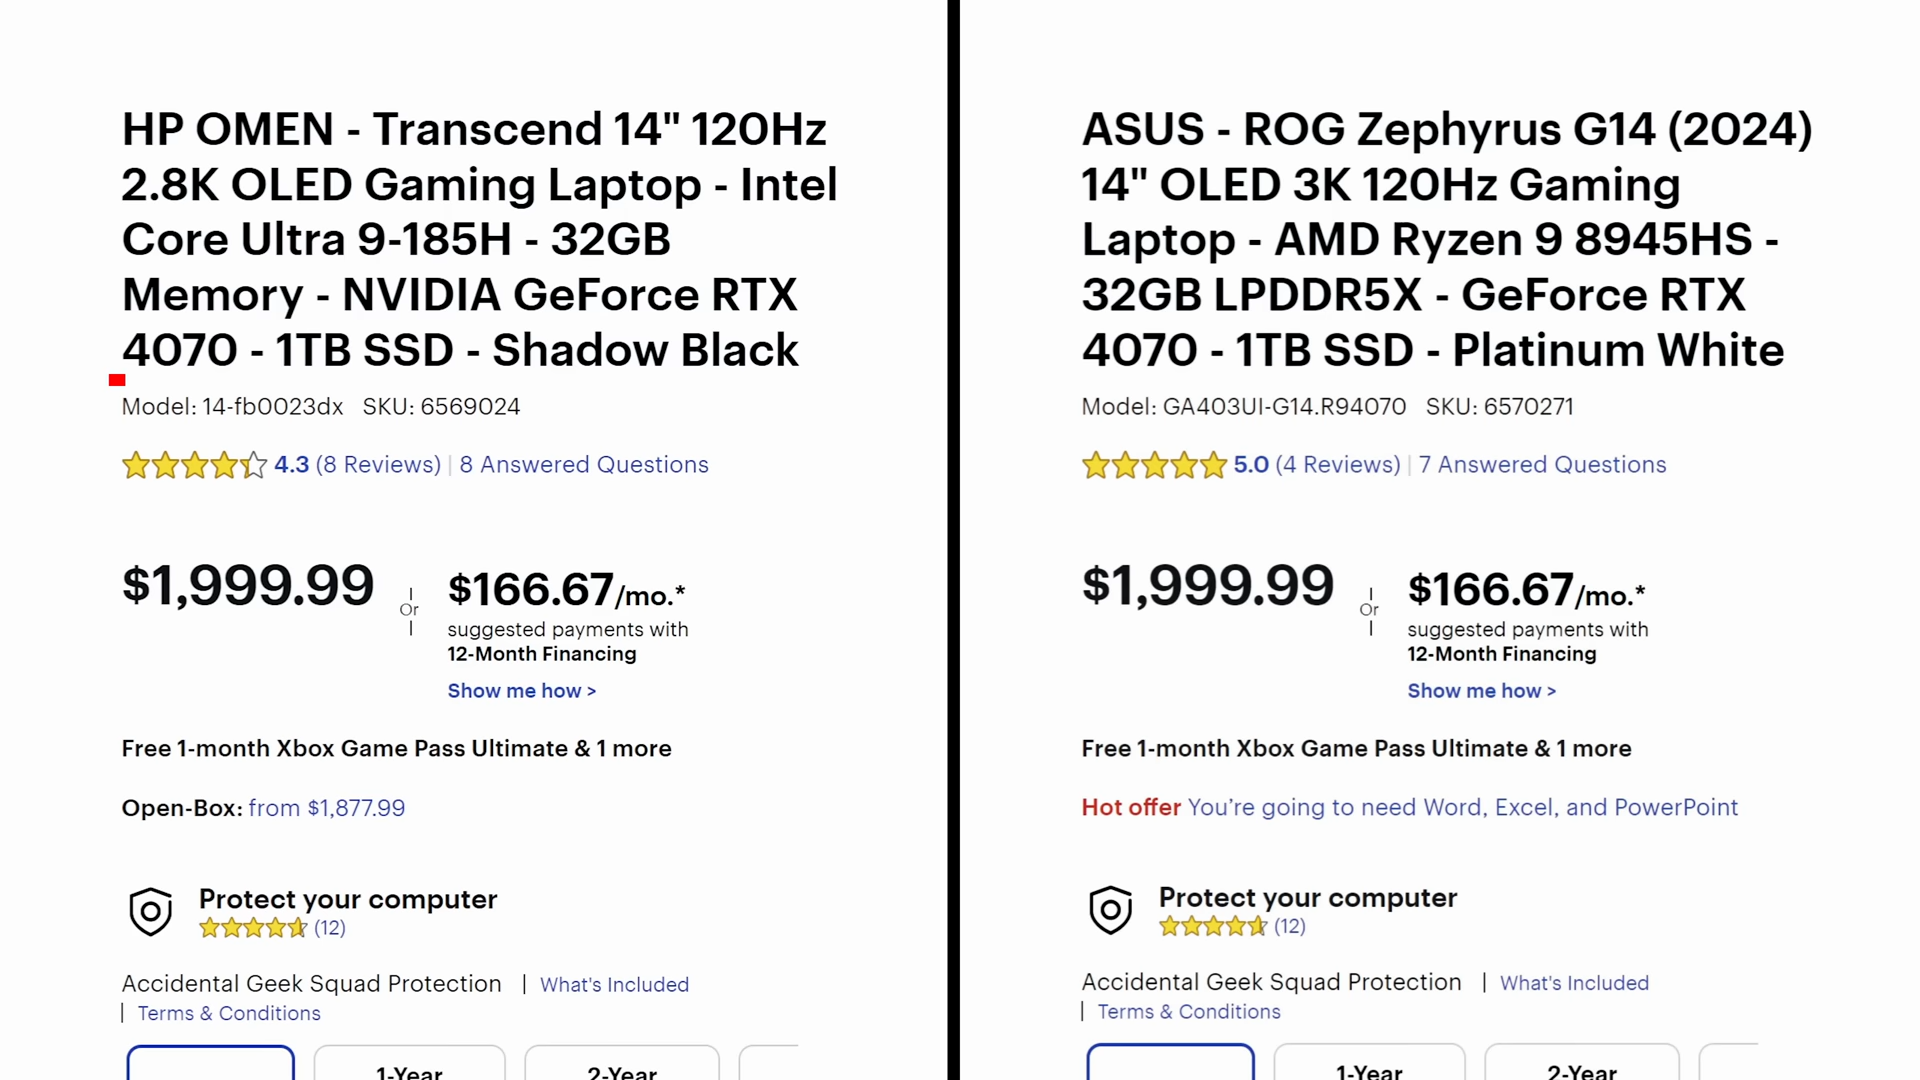 HP OMEN - Transcend 14" 120Hz
2.8K OLED Gaming Laptop - Intel
Core Ultra 9-185H - 32GB
Memory - NVIDIA GeForce RTX
4070 - 1TB SSD - Shadow Black
Model: 14-fb0023dx SKU: 6569024
4.3 (8 Reviews) | 8 Answered Questions
$1,999.99
Or
$166.67/mo.*
suggested payments with
12-Month Financing
Show me how >
Free 1-month Xbox Game Pass Ultimate & 1 more
Open-Box: from $1,877.99
Protect your computer
(12)
Accidental Geek Squad Protection | What's Included
| Terms & Conditions
1-Year
2-Year
ASUS - ROG Zephyrus G14 (2024)
14" OLED 3K 120Hz Gaming
Laptop - AMD Ryzen 9 8945HS -
32GB LPDDR5X - GeForce RTX
4070 - 1TB SSD - Platinum White
Model: GA403UI-G14.R94070 SKU: 6570271
5.0 (4 Reviews) | 7 Answered Questions
$1,999.99
Or
$166.67/mo.*
suggested payments with
12-Month Financing
Show me how >
Free 1-month Xbox Game Pass Ultimate & 1 more
Hot offer You’re going to need Word, Excel, and PowerPoint
Protect your computer
(12)
Accidental Geek Squad Protection | What's Included
| Terms & Conditions
1-Year
2-Year